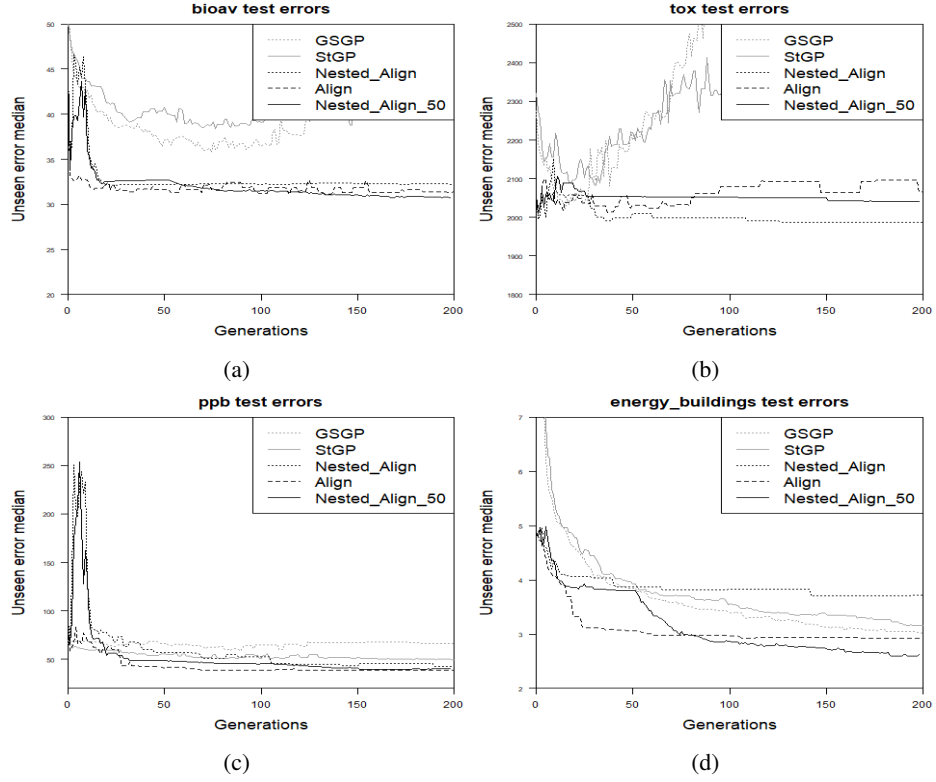 bioav test errors
Unseen error median
50
45
40
35
30
25
20
GSGP
StGP
Nested_Align
Align
Nested_Align_50
0
50
100
150
200
Generations
(a)
tox test errors
Unseen error median
2500
2400
2300
2200
2100
2000
1900
1800
GSGP
StGP
Nested_Align
Align
Nested_Align_50
0
50
100
150
200
Generations
(b)
ppb test errors
Unseen error median
300
250
200
150
100
50
GSGP
StGP
Nested_Align
Align
Nested_Align_50
0
50
100
150
200
Generations
(c)
energy_buildings test errors
Unseen error median
7
6
5
4
3
2
GSGP
StGP
Nested_Align
Align
Nested_Align_50
0
50
100
150
200
Generations
(d)